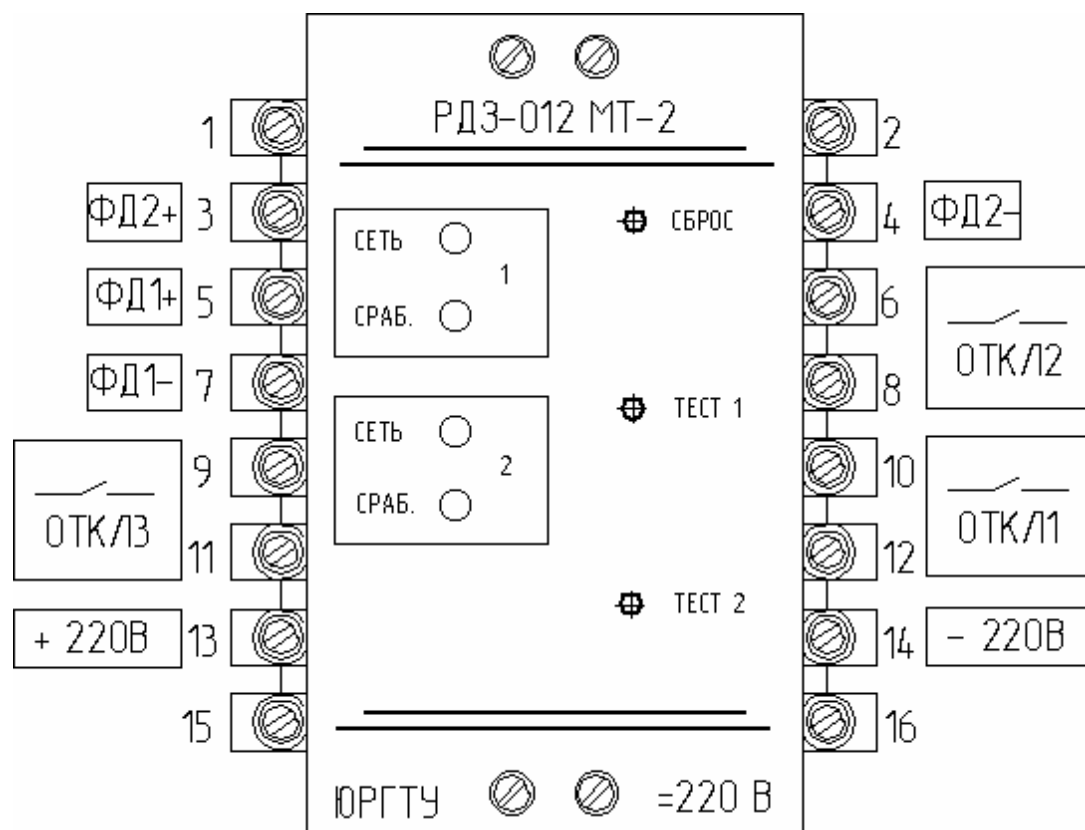 РДЗ-012 МТ-2
1
2
ФД2+ 3
4 ФД2-
СБРОС
СЕТЬ
1
СРАБ.
ФД1+ 5
6
ОТКЛ2
ФД1- 7
8
ТЕСТ 1
СЕТЬ
2
СРАБ.
9
ОТКЛ3
11
10
ОТКЛ1
12
ТЕСТ 2
+ 220В 13
14 - 220В
15
16
ЮРГТУ =220 В